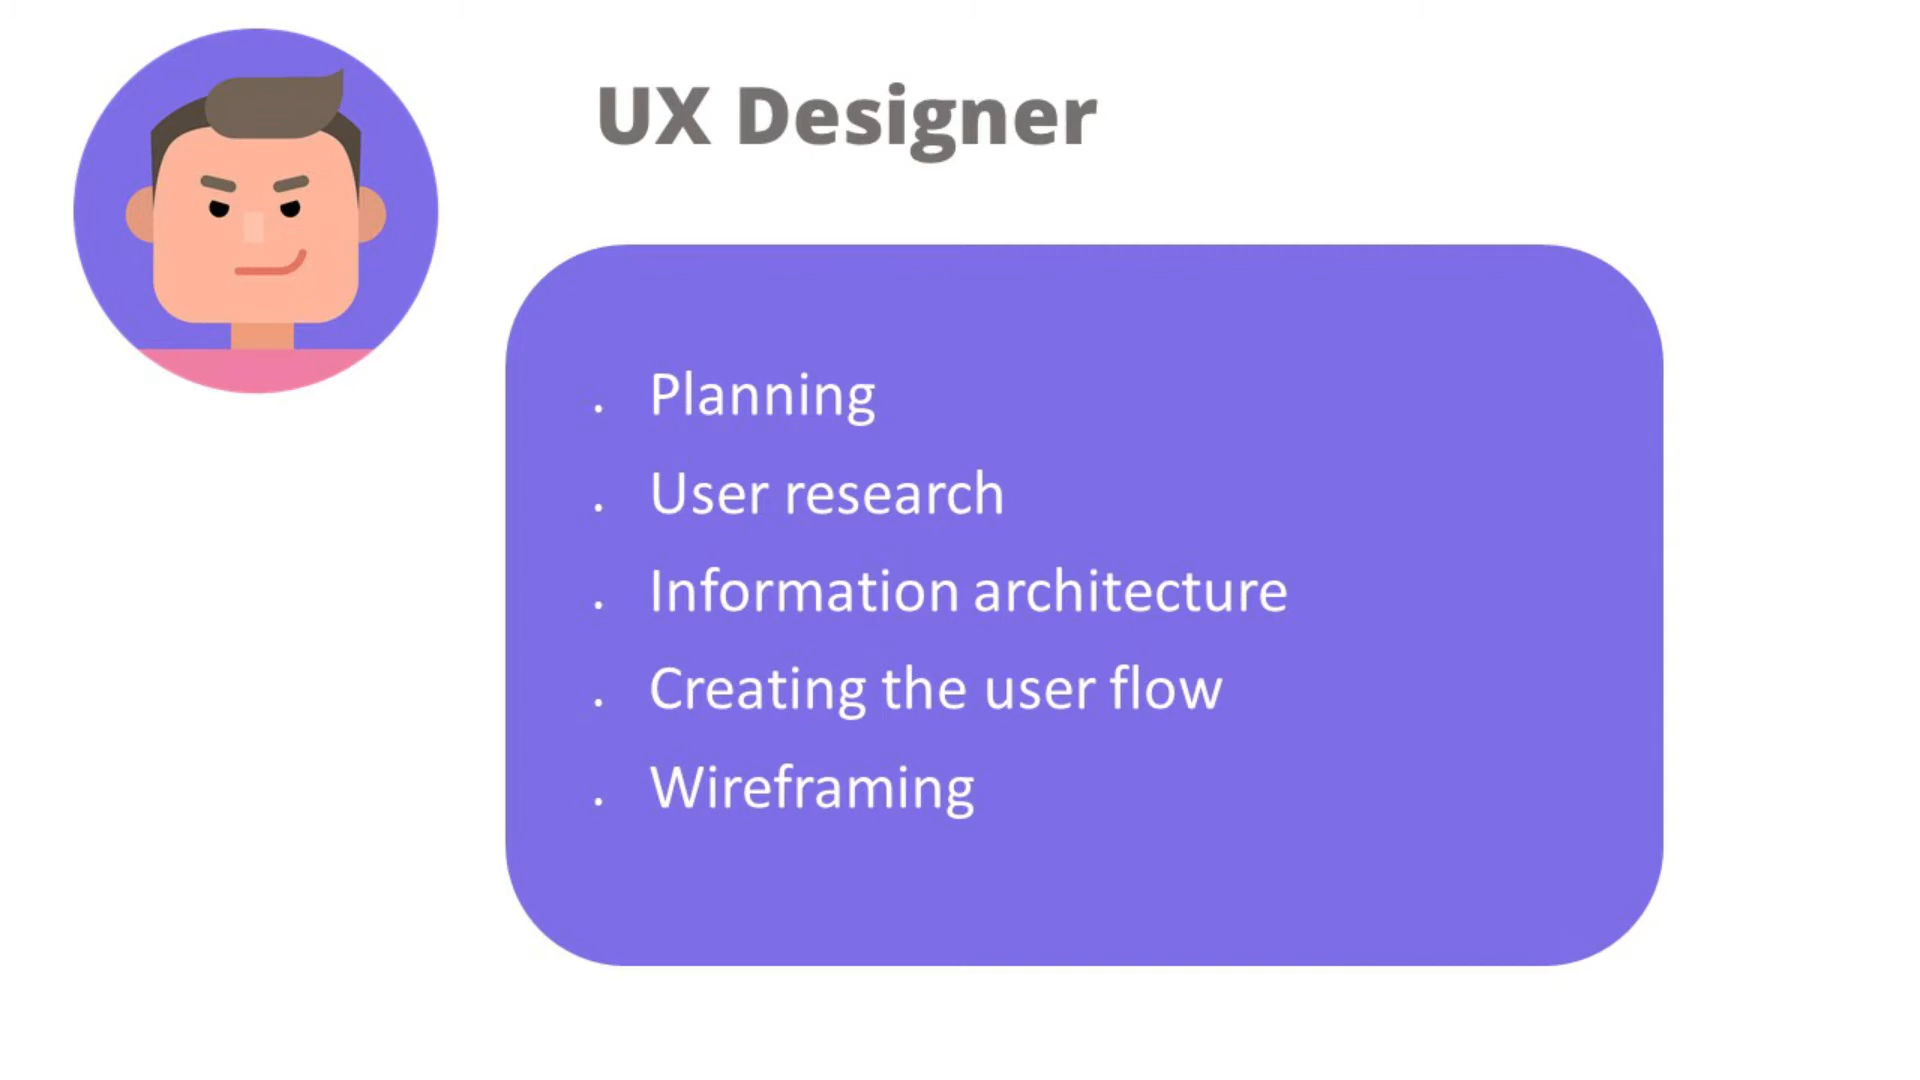 UX Designer
. Planning
. User research
. Information architecture
. Creating the user flow
. Wireframing